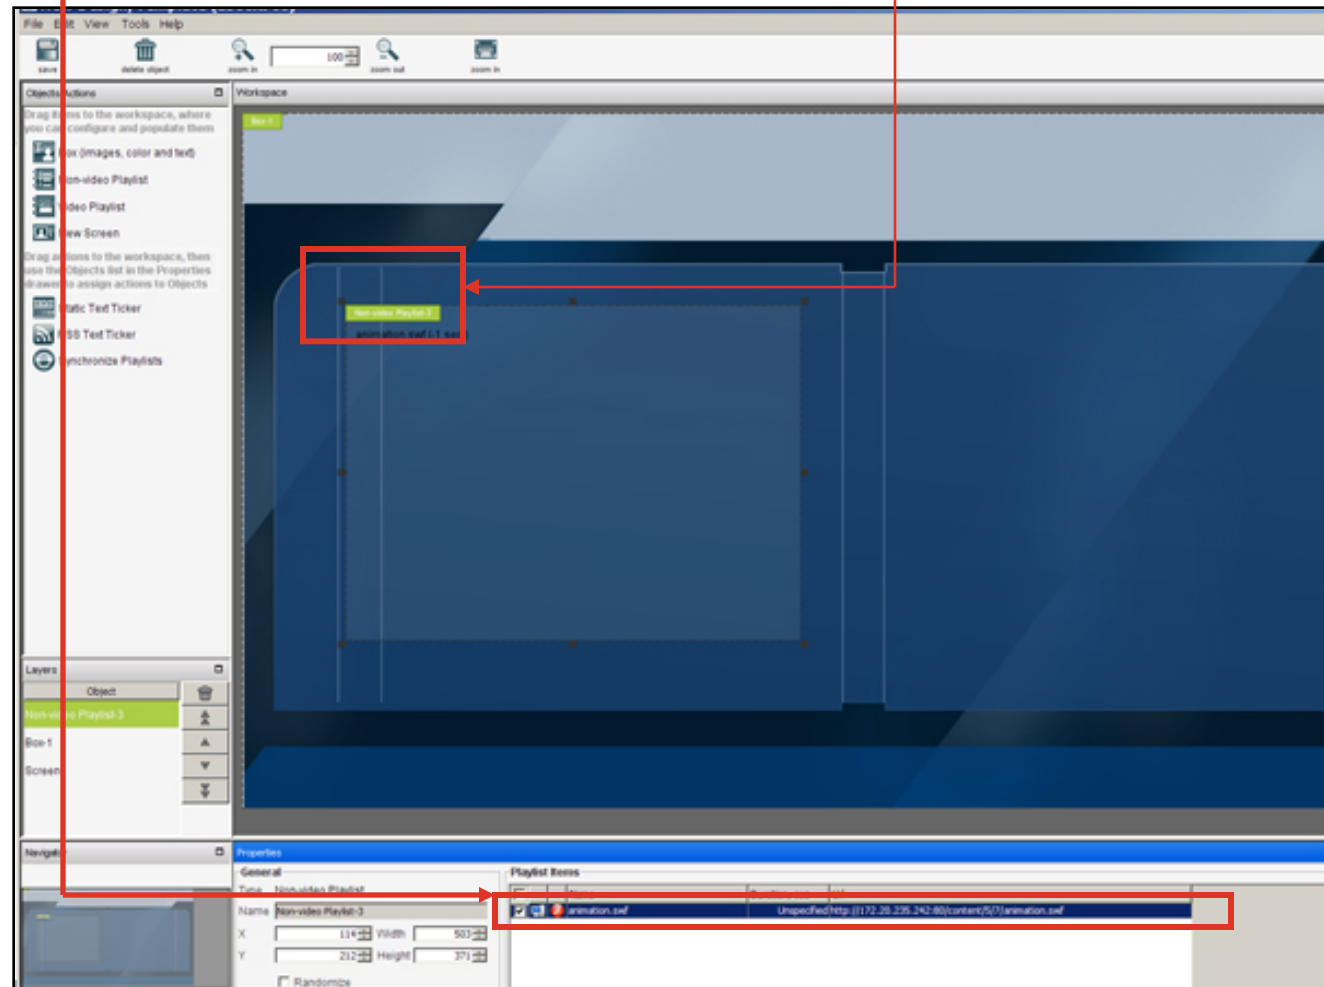 File Edit View Tools Help
save
delete object
zoom in
100
zoom out
zoom in
Objects/Actions
Workspace
Drag items to the workspace, where
you can configure and populate them
Box (images, color and text)
Non-video Playlist
Video Playlist
New Screen
Drag actions to the workspace, then
use the Objects list in the Properties
drawer to assign actions to Objects
Static Text Ticker
RSS Text Ticker
Synchronize Playlists
Box-1
Non-video Playlist-3
animation.swf (-1 sec)
Layers
Object
Non-video Playlist-3
Box-1
Screen
Navigator
Properties
General
Type Non-video Playlist
Name Non-video Playlist-3
X 114 Width 503
Y 212 Height 371
Randomize
Playlist Items
animation.swf Unspecified http://172.20.235.242:80/content/5/7/animation.swf